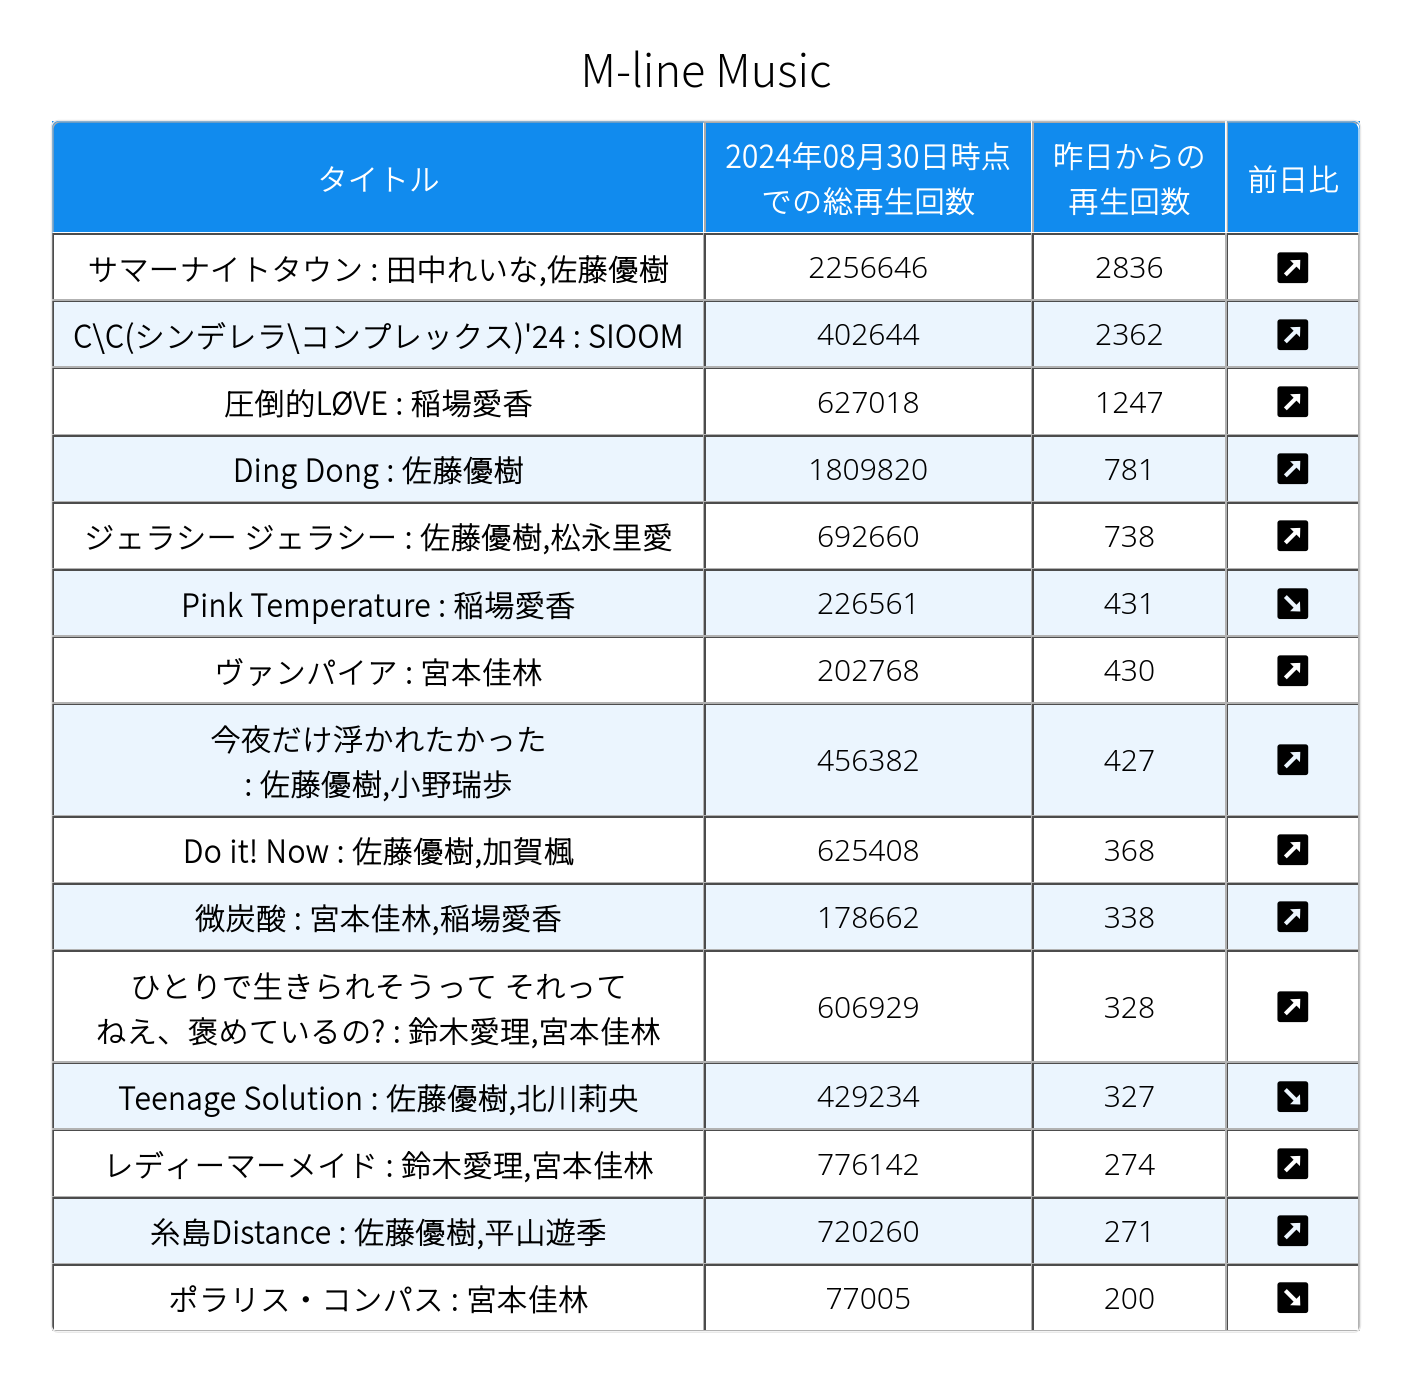 M-line Music
タイトル
2024年08月30日時点
での総再生回数
昨日からの
再生回数
前日比
サマーナイトタウン : 田中れいな,佐藤優樹 2256646 2836 ↗
C\C(シンデレラ\コンプレックス)'24 : SIOOM 402644 2362 ↗
圧倒的LØVE : 稲場愛香 627018 1247 ↗
Ding Dong : 佐藤優樹 1809820 781 ↗
ジェラシー ジェラシー : 佐藤優樹,松永里愛 692660 738 ↗
Pink Temperature : 稲場愛香 226561 431 ↘
ヴァンパイア : 宮本佳林 202768 430 ↗
今夜だけ浮かれたかった
: 佐藤優樹,小野瑞歩 456382 427 ↗
Do it! Now : 佐藤優樹,加賀楓 625408 368 ↗
微炭酸 : 宮本佳林,稲場愛香 178662 338 ↗
ひとりで生きられそうって それって
ねえ、褒めているの? : 鈴木愛理,宮本佳林 606929 328 ↗
Teenage Solution : 佐藤優樹,北川莉央 429234 327 ↘
レディーマーメイド : 鈴木愛理,宮本佳林 776142 274 ↗
糸島Distance : 佐藤優樹,平山遊季 720260 271 ↗
ポラリス・コンパス : 宮本佳林 77005 200 ↘